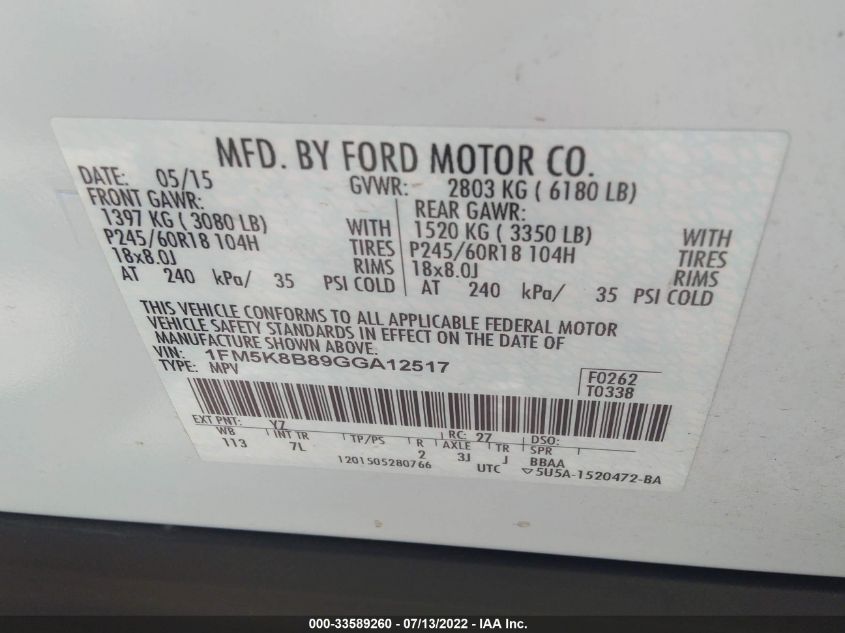 MFD. BY FORD MOTOR CO.
DATE: 05/15 GVWR: 2803 KG ( 6180 LB)
FRONT GAWR: REAR GAWR:
1397 KG ( 3080 LB) WITH 1520 KG ( 3350 LB) WITH
P245/60R18 104H TIRES P245/60R18 104H TIRES
18x8.0J RIMS 18x8.0J RIMS
AT 240 kPa/ 35 PSI COLD AT 240 kPa/ 35 PSI COLD
THIS VEHICLE CONFORMS TO ALL APPLICABLE FEDERAL MOTOR
VEHICLE SAFETY STANDARDS IN EFFECT ON THE DATE OF
MANUFACTURE SHOWN ABOVE.
VIN: 1FM5K8B89GGA12517
TYPE: MPV F0262
T0338
EXT PNT: YZ RC: 27 DSO:
WB INT TR TP/PS R AXLE TR SPR
113 7L 2 3J J BBAA
1201505280766 UTC ▽5U5A-1520472-BA
000-33589260 - 07/13/2022 - IAA Inc.